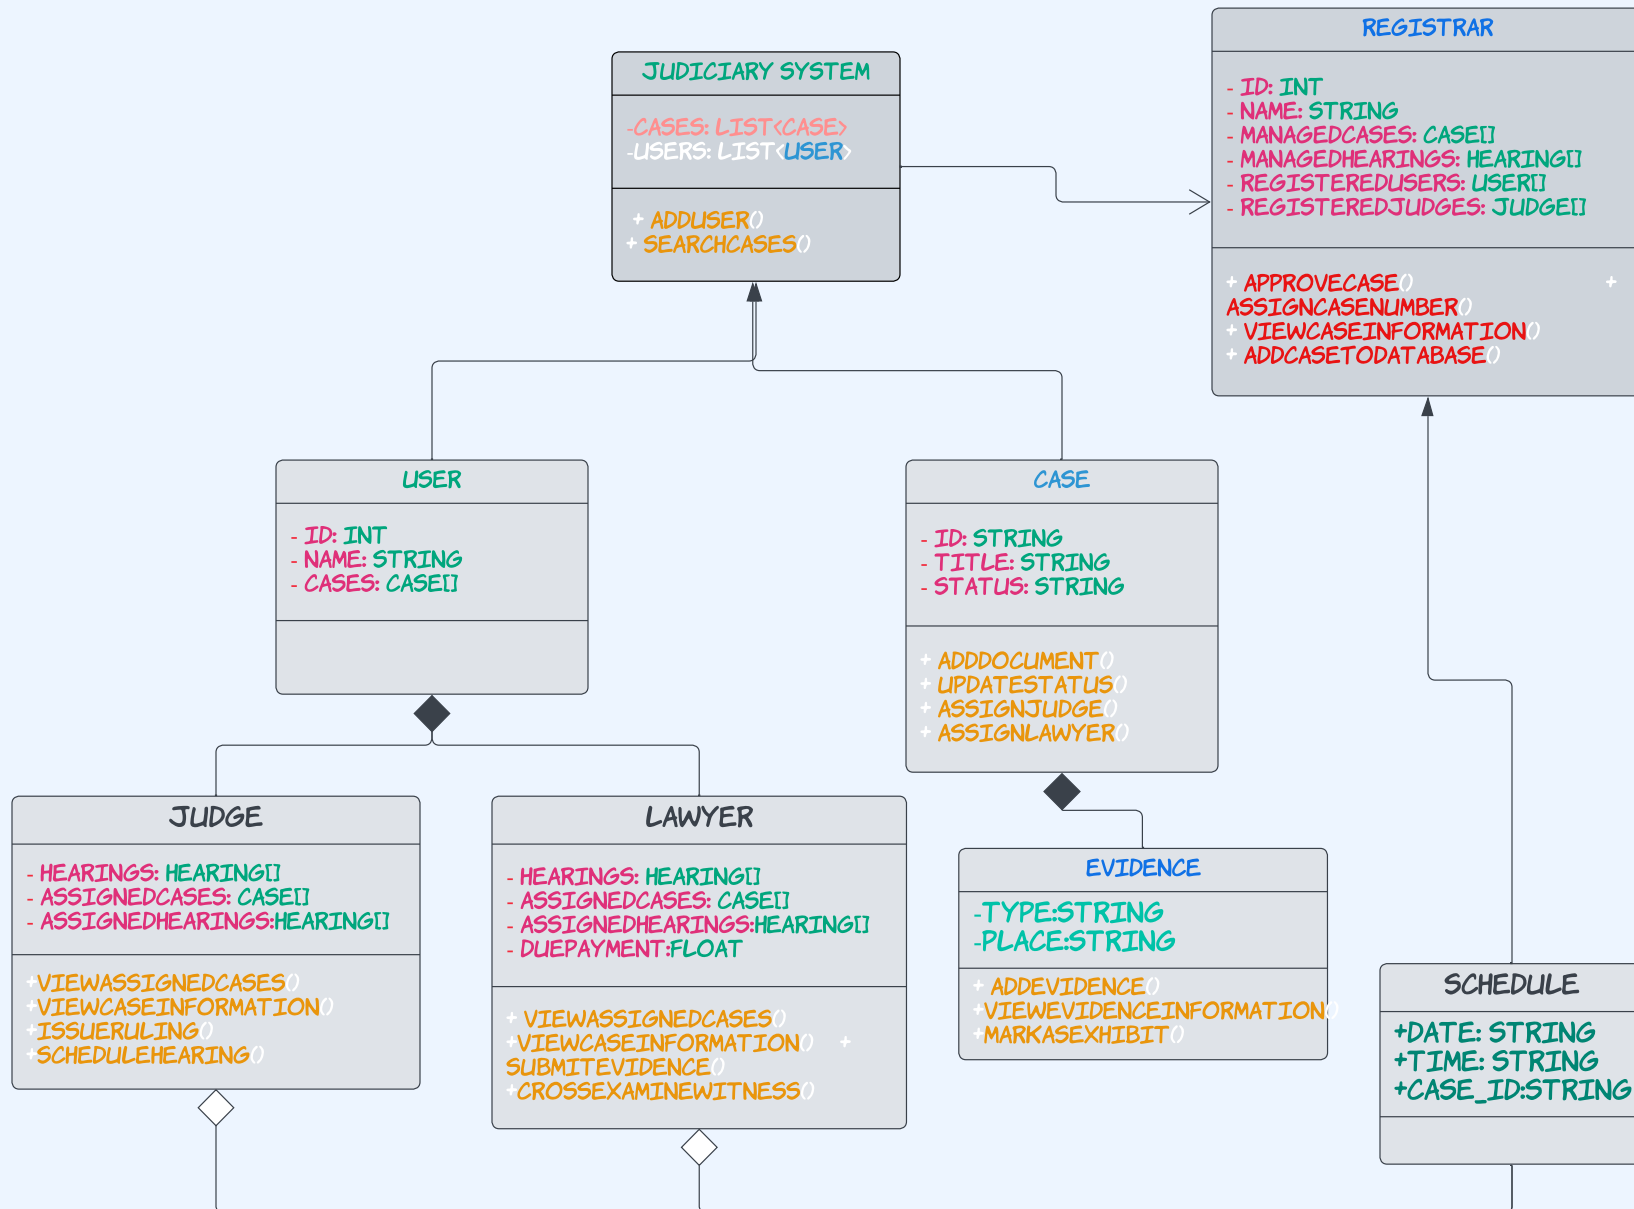 JUDICIARY SYSTEM
-CASES: LIST<CASE>
-USERS: LIST<USER>
+ ADDUSER()
+ SEARCHCASES()
REGISTRAR
- ID: INT
- NAME: STRING
- MANAGEDCASES: CASE[]
- MANAGEDHEARINGS: HEARING[]
- REGISTEREDUSERS: USER[]
- REGISTEREDJUDGES: JUDGE[]
+ APPROVECASE() +
ASSIGNCASENUMBER()
+ VIEWCASEINFORMATION()
+ ADDCASETODATABASE()
USER
- ID: INT
- NAME: STRING
- CASES: CASE[]
CASE
- ID: STRING
- TITLE: STRING
- STATUS: STRING
+ ADDDOCUMENT()
+ UPDATESTATUS()
+ ASSIGNJUDGE()
+ ASSIGNLAWYER()
JUDGE
- HEARINGS: HEARING[]
- ASSIGNEDCASES: CASE[]
- ASSIGNEDHEARINGS:HEARING[]
+VIEWASSIGNEDCASES()
+VIEWCASEINFORMATION()
+ISSUERULING()
+SCHEDULEHEARING()
LAWYER
- HEARINGS: HEARING[]
- ASSIGNEDCASES: CASE[]
- ASSIGNEDHEARINGS:HEARING[]
- DUEPAYMENT:FLOAT
+ VIEWASSIGNEDCASES()
+VIEWCASEINFORMATION() +
SUBMITEVIDENCE()
+CROSSEXAMINEWITNESS()
EVIDENCE
-TYPE:STRING
-PLACE:STRING
+ ADDEVIDENCE()
+VIEWEVIDENCEINFORMATION()
+MARKASEXHIBIT()
SCHEDULE
+DATE: STRING
+TIME: STRING
+CASE_ID:STRING